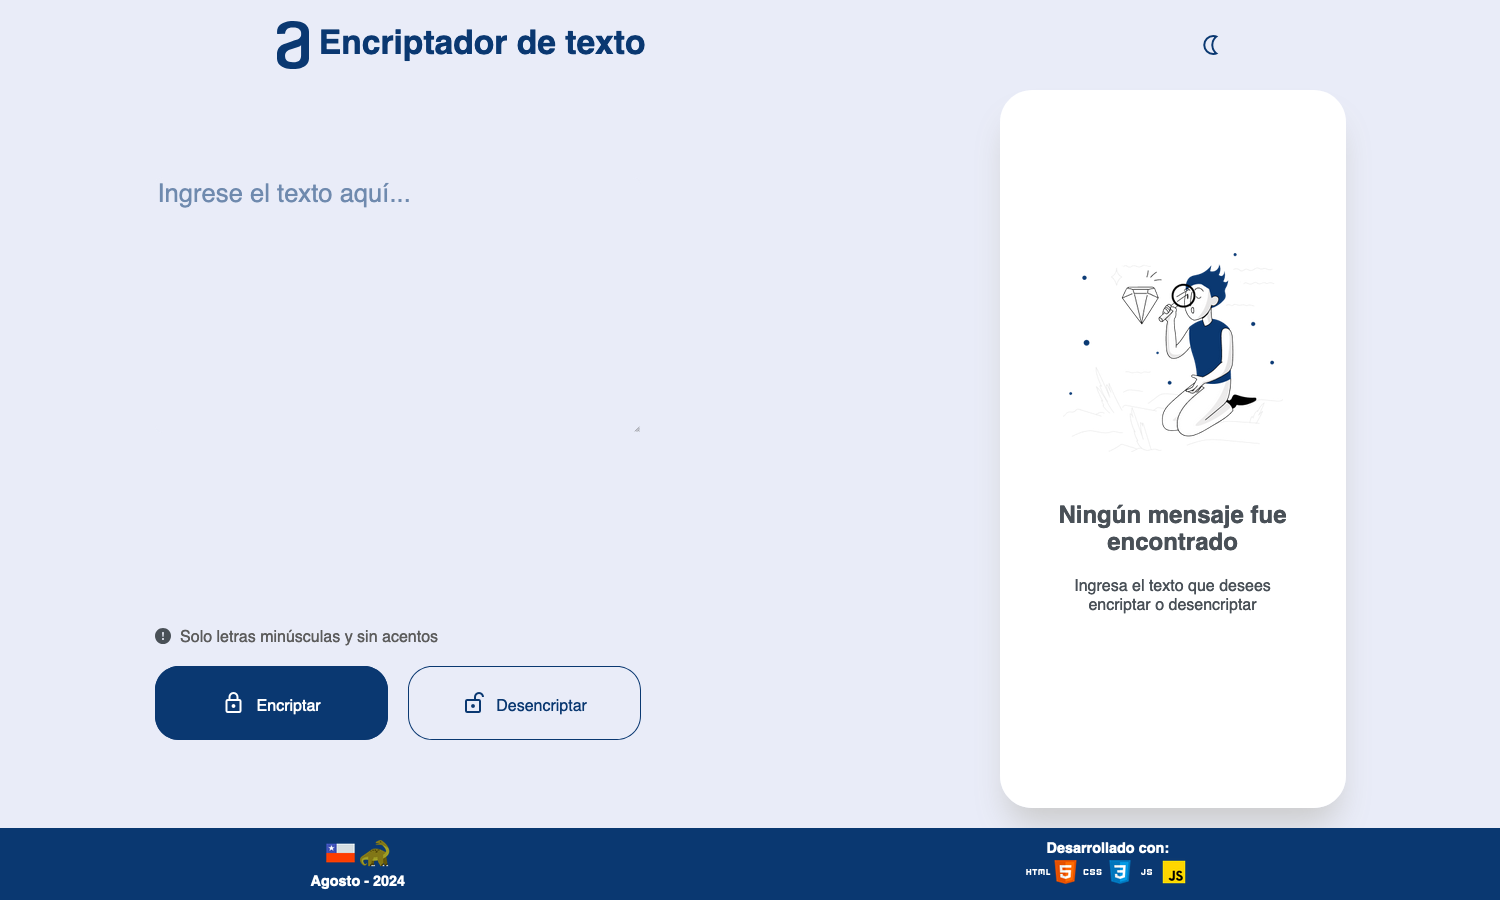 a Encriptador de texto
Ingrese el texto aquí...
Solo letras minúsculas y sin acentos
Encriptar
Desencriptar
Ningún mensaje fue
encontrado
Ingresa el texto que desees
encriptar o desencriptar
Agosto - 2024
Desarrollado con:
HTML 5 CSS 3 JS JS